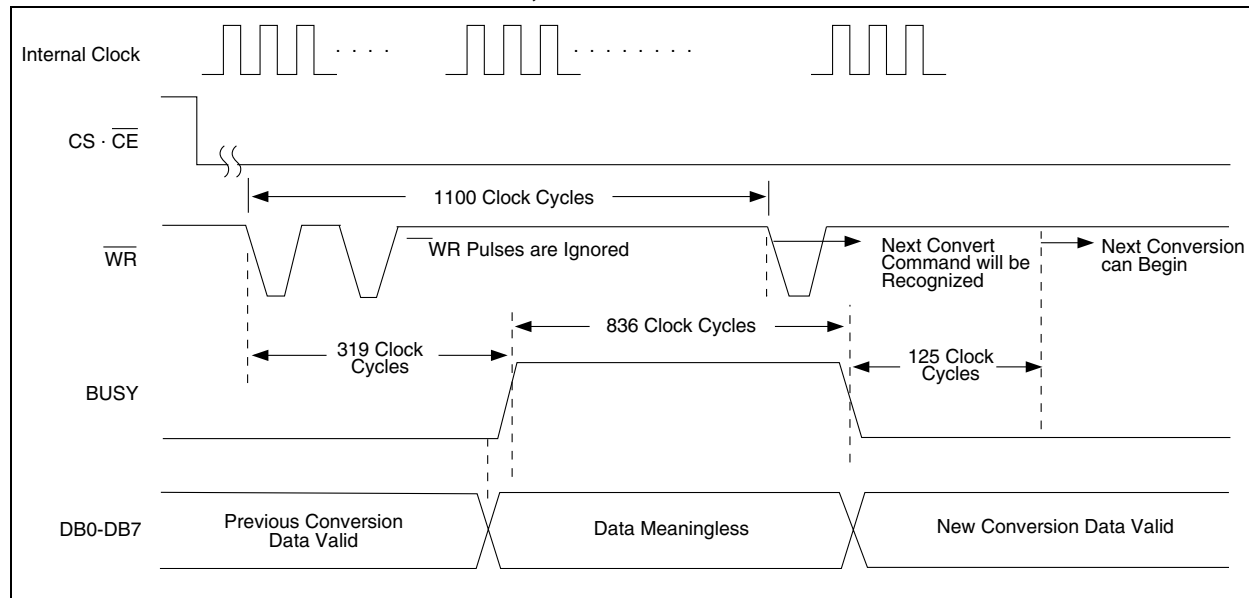 Internal Clock
CS · CE
1100 Clock Cycles
WR
WR Pulses are Ignored
Next Convert
Command will be
Recognized
Next Conversion
can Begin
836 Clock Cycles
319 Clock
Cycles
125 Clock
Cycles
BUSY
DB0-DB7
Previous Conversion
Data Valid
Data Meaningless
New Conversion Data Valid